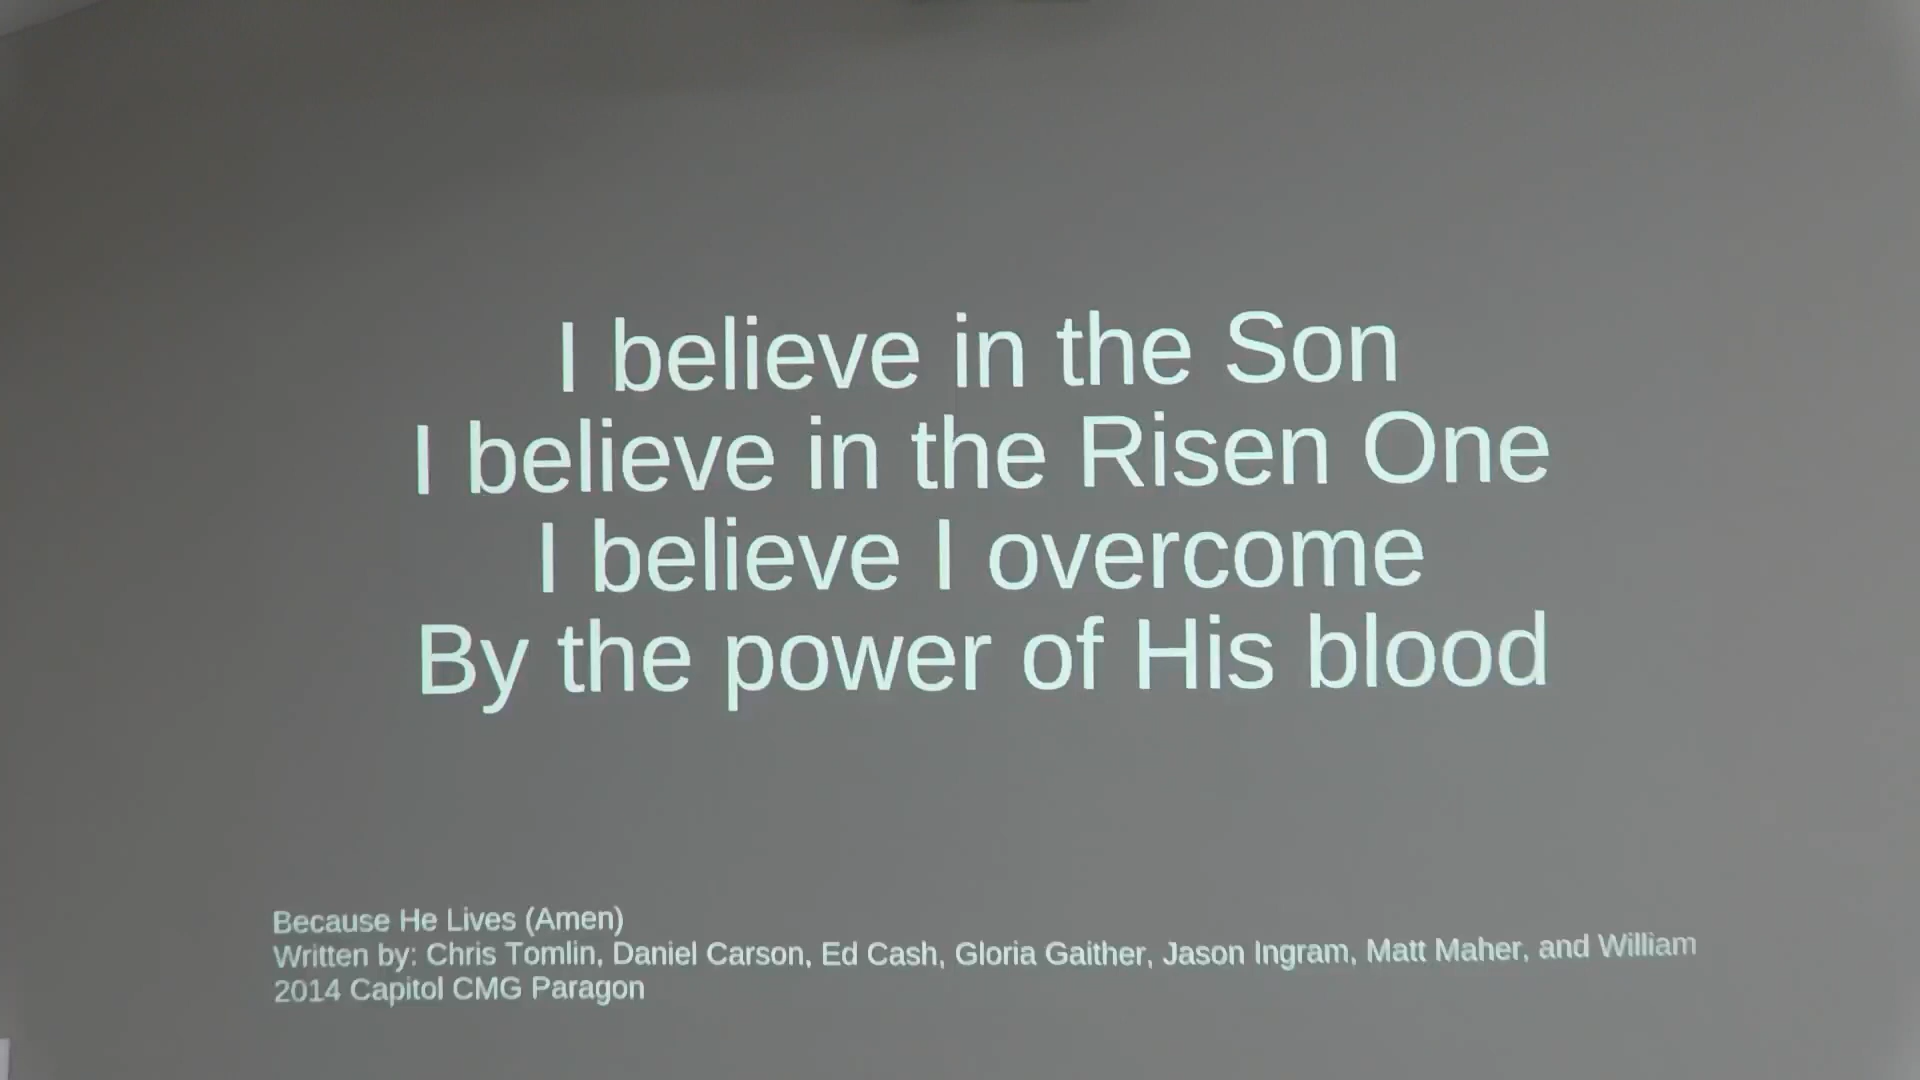 I believe in the Son
I believe in the Risen One
I believe I overcome
By the power of His blood
Because He Lives (Amen)
Written by: Chris Tomlin, Daniel Carson, Ed Cash, Gloria Gaither, Jason Ingram, Matt Maher, and William
2014 Capitol CMG Paragon